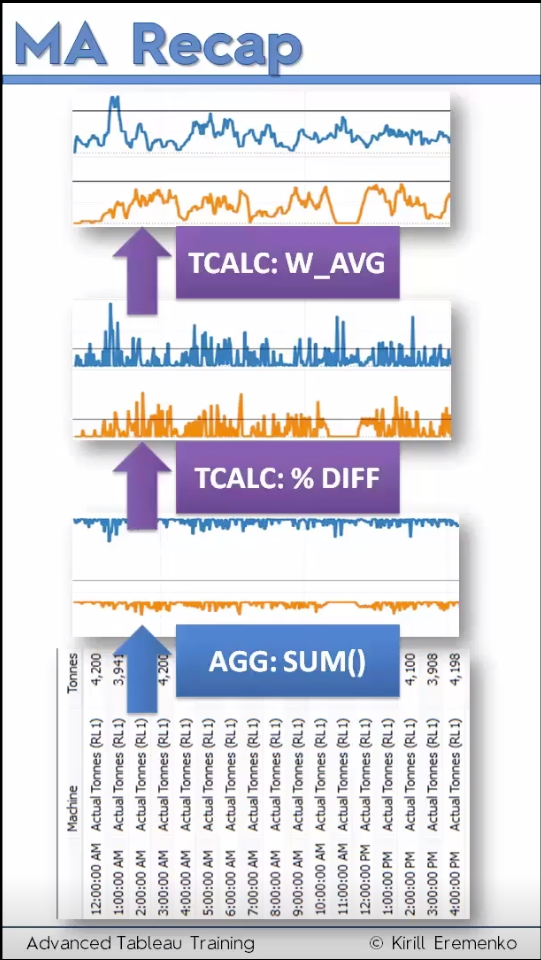 MA Recap
TCALC: W_AVG
TCALC: % DIFF
AGG: SUM()
Machine Tonnes
12:00:00 AM Actual Tonnes (RL1) 4,200
1:00:00 AM Actual Tonnes (RL1) 3,941
2:00:00 AM Actual Tonnes (RL1)
3:00:00 AM Actual Tonnes (RL1) 4,200
4:00:00 AM Actual Tonnes (RL1)
5:00:00 AM Actual Tonnes (RL1)
6:00:00 AM Actual Tonnes (RL1)
7:00:00 AM Actual Tonnes (RL1)
8:00:00 AM Actual Tonnes (RL1)
9:00:00 AM Actual Tonnes (RL1)
10:00:00 AM Actual Tonnes (RL1)
11:00:00 AM Actual Tonnes (RL1)
12:00:00 PM Actual Tonnes (RL1)
1:00:00 PM Actual Tonnes (RL1)
2:00:00 PM Actual Tonnes (RL1) 4,100
3:00:00 PM Actual Tonnes (RL1) 3,908
4:00:00 PM Actual Tonnes (RL1) 4,198
Advanced Tableau Training
© Kirill Eremenko